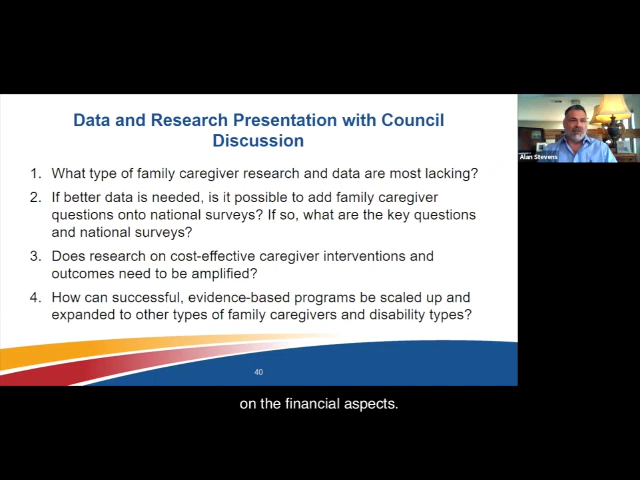 Data and Research Presentation with Council
Discussion
1. What type of family caregiver research and data are most lacking?
2. If better data is needed, is it possible to add family caregiver
questions onto national surveys? If so, what are the key questions
and national surveys?
3. Does research on cost-effective caregiver interventions and
outcomes need to be amplified?
4. How can successful, evidence-based programs be scaled up and
expanded to other types of family caregivers and disability types?
40
Alan Stevens
on the financial aspects.